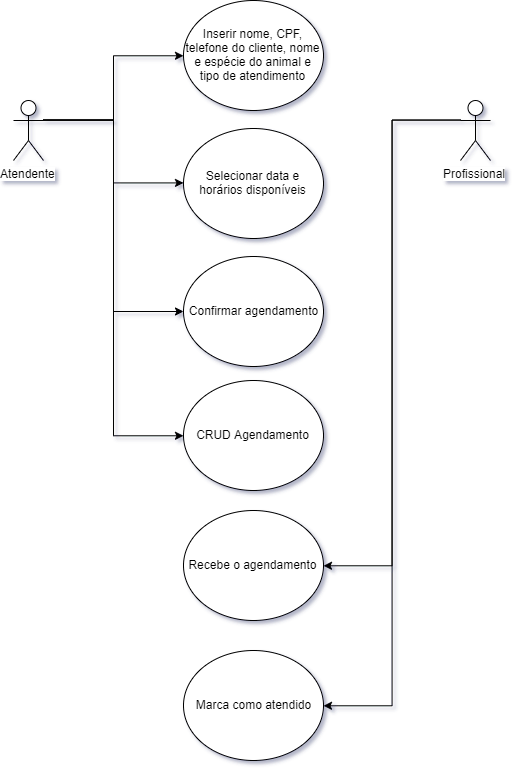 Inserir nome, CPF,
telefone do cliente, nome
e espécie do animal e
tipo de atendimento
Atendente
Profissional
Selecionar data e
horários disponíveis
Confirmar agendamento
CRUD Agendamento
Recebe o agendamento
Marca como atendido